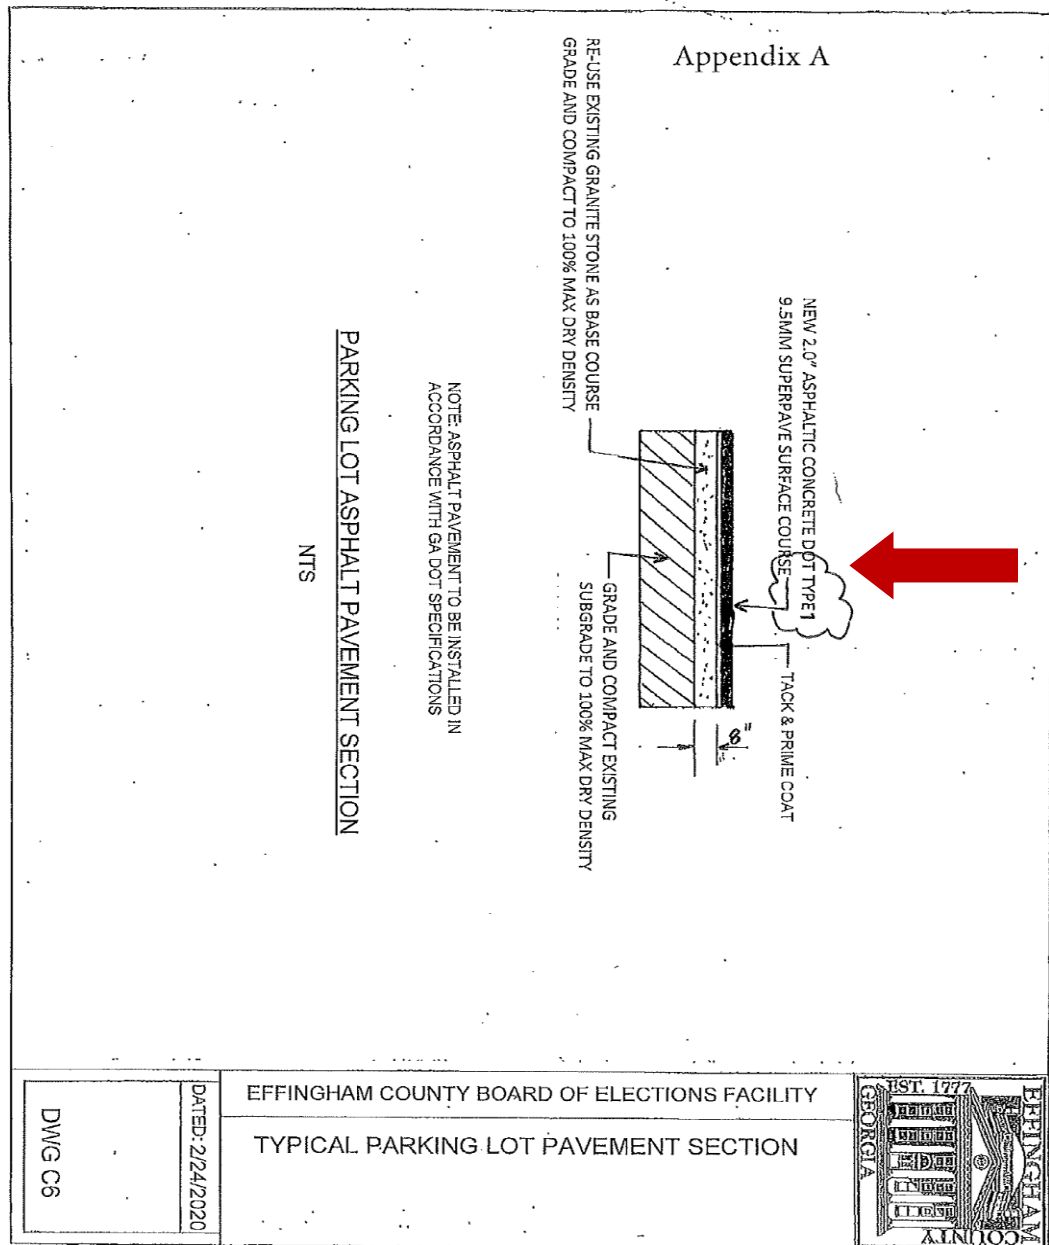 Appendix A
NEW 2.0" ASPHALTIC CONCRETE DOT TYPE 1
9.5MM SUPERPAVE SURFACE COURSE
TACK & PRIME COAT
8"
RE-USE EXISTING GRANITE STONE AS BASE COURSE
GRADE AND COMPACT TO 100% MAX DRY DENSITY
GRADE AND COMPACT EXISTING
SUBGRADE TO 100% MAX DRY DENSITY
NOTE: ASPHALT PAVEMENT TO BE INSTALLED IN
ACCORDANCE WITH GA DOT SPECIFICATIONS
PARKING LOT ASPHALT PAVEMENT SECTION
NTS
EFFINGHAM COUNTY
EST. 1777
GEORGIA
EFFINGHAM COUNTY BOARD OF ELECTIONS FACILITY
TYPICAL PARKING LOT PAVEMENT SECTION
DATED: 2/24/2020
DWG C6